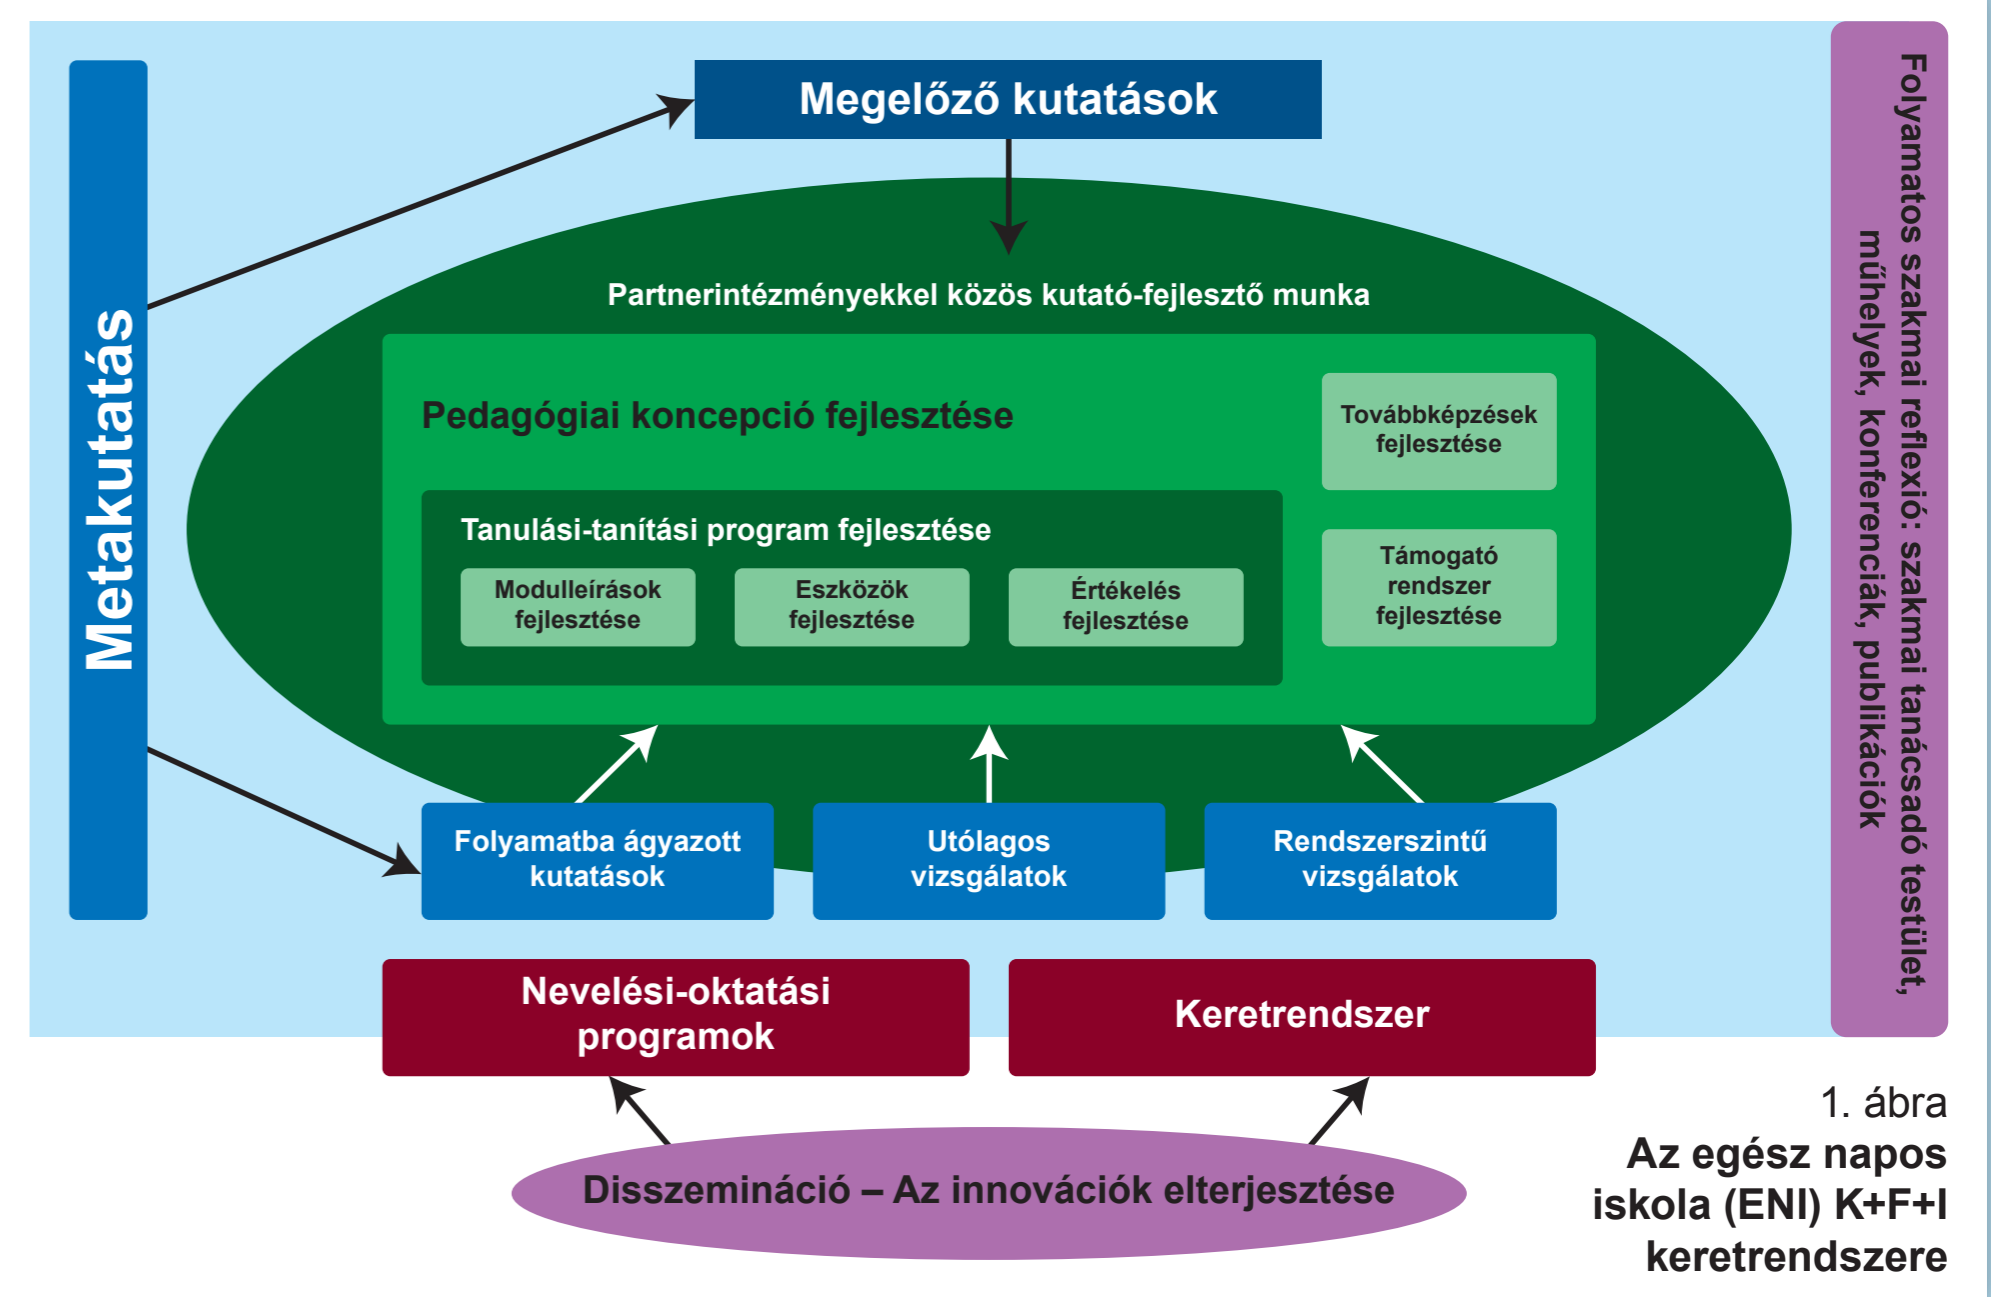 Metakutatás
Megelőző kutatások
Partnerintézményekkel közös kutató-fejlesztő munka
Pedagógiai koncepció fejlesztése
Továbbképzések
fejlesztése
Tanulási-tanítási program fejlesztése
Modulleírások
fejlesztése
Eszközök
fejlesztése
Értékelés
fejlesztése
Támogató
rendszer
fejlesztése
Folyamatba ágyazott
kutatások
Utólagos
vizsgálatok
Rendszerszintű
vizsgálatok
Nevelési-oktatási
programok
Keretrendszer
Disszemináció – Az innovációk elterjesztése
Folyamatos szakmai reflexió: szakmai tanácsadó testület,
műhelyek, konferenciák, publikációk
1. ábra
Az egész napos
iskola (ENI) K+F+I
keretrendszere